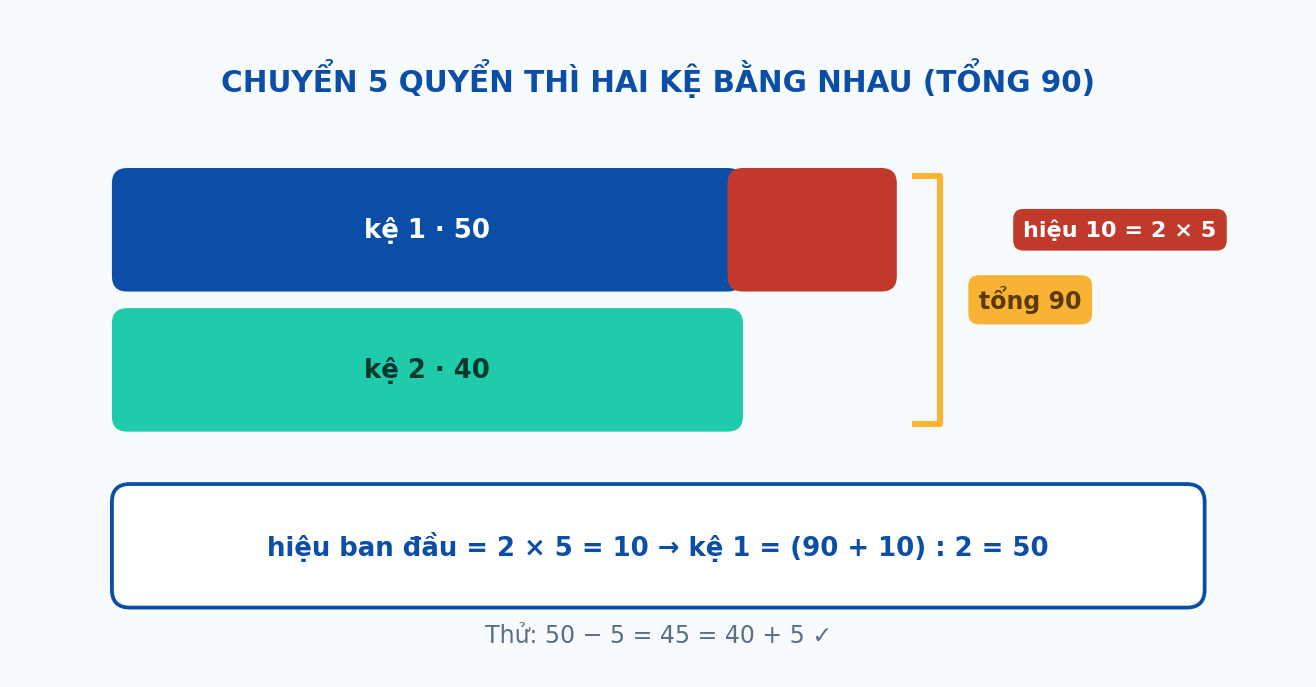 CHUYỂN 5 QUYỂN THÌ HAI KỆ BẰNG NHAU (TỔNG 90)
kệ 1 · 50
hiệu 10 = 2 × 5
tổng 90
kệ 2 · 40
hiệu ban đầu = 2 × 5 = 10 → kệ 1 = (90 + 10) : 2 = 50
Thử: 50 − 5 = 45 = 40 + 5 ✓